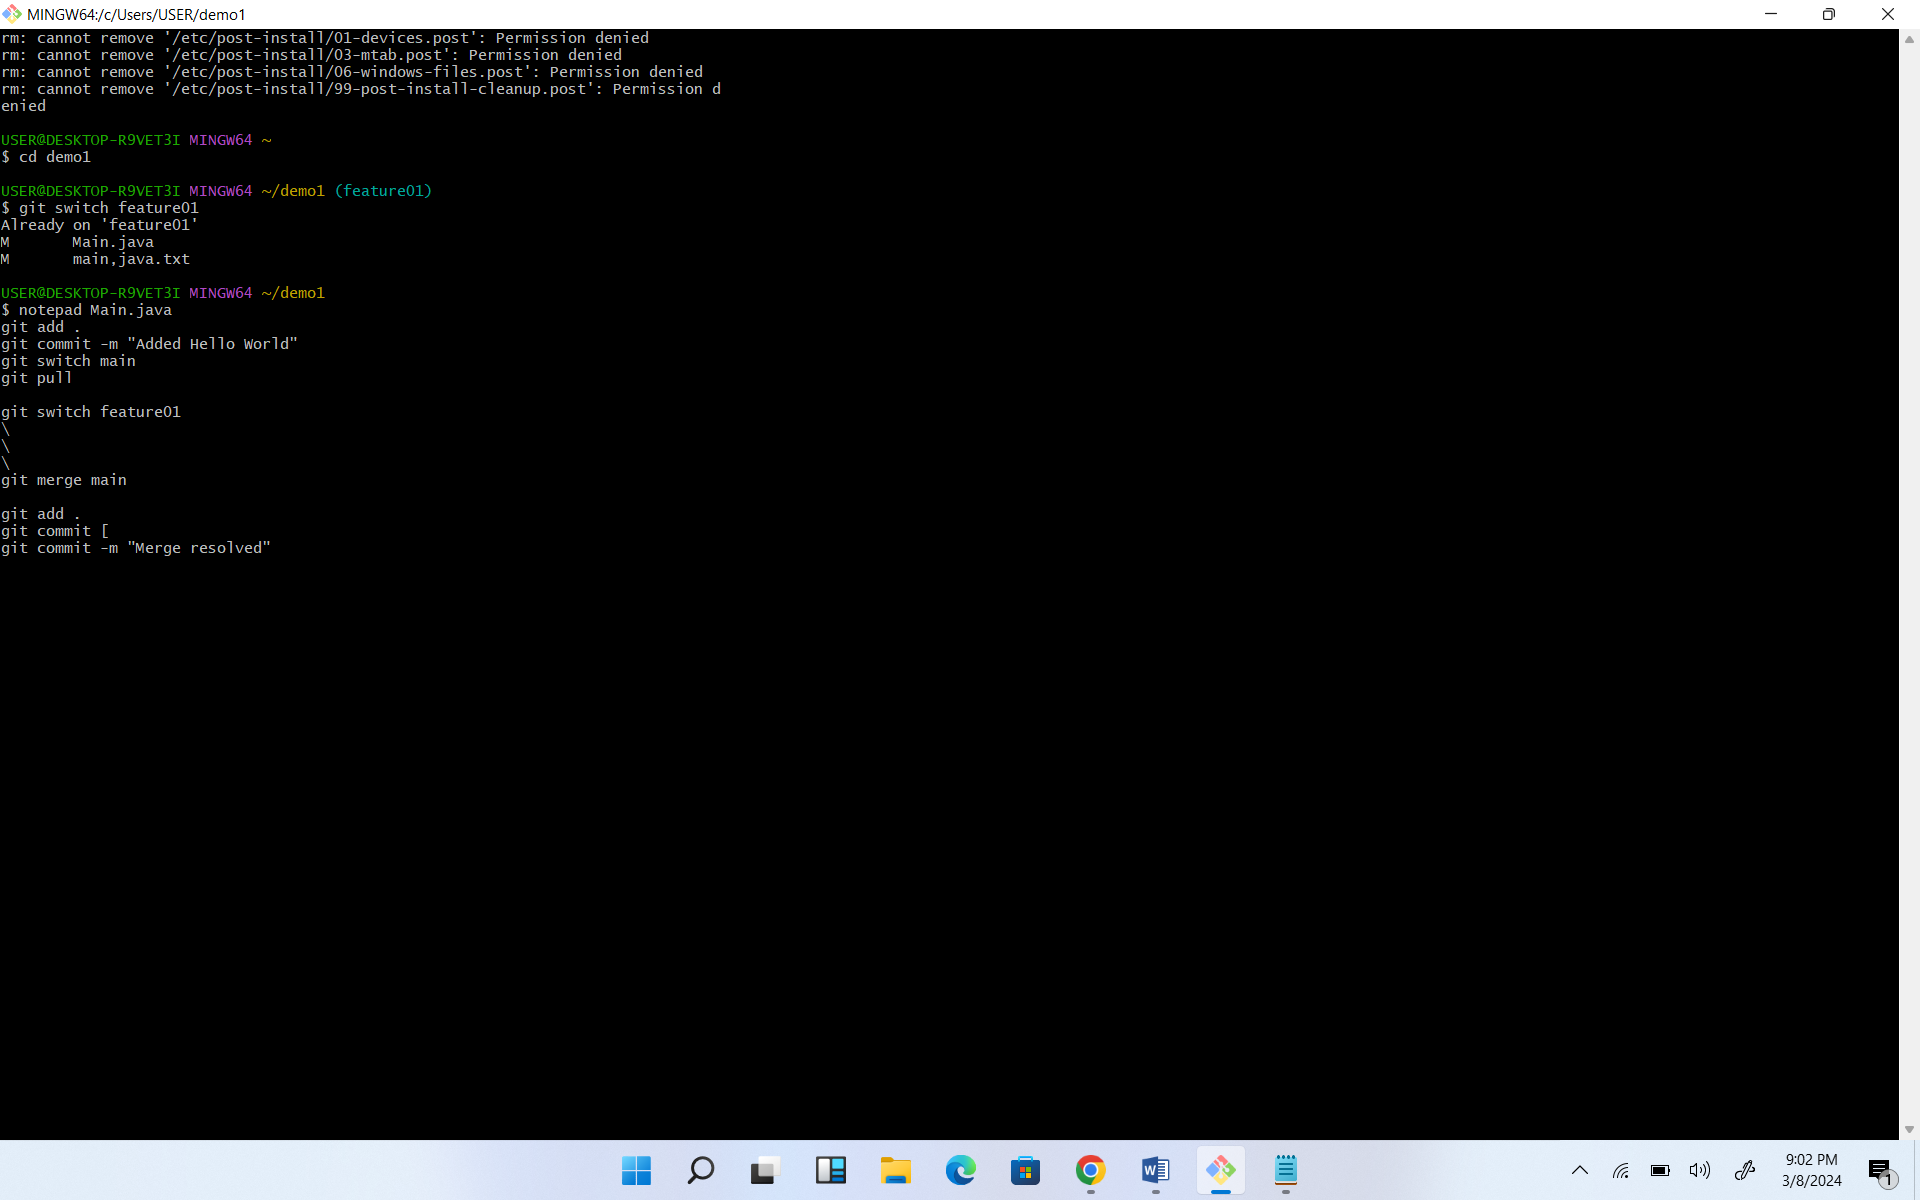 MINGW64:/c/Users/USER/demo1
rm: cannot remove '/etc/post-install/01-devices.post': Permission denied
rm: cannot remove '/etc/post-install/03-mtab.post': Permission denied
rm: cannot remove '/etc/post-install/06-windows-files.post': Permission denied
rm: cannot remove '/etc/post-install/99-post-install-cleanup.post': Permission d
enied
USER@DESKTOP-R9VET3I MINGW64 ~
$ cd demo1
USER@DESKTOP-R9VET3I MINGW64 ~/demo1 (feature01)
$ git switch feature01
Already on 'feature01'
M       Main.java
M       main,java.txt
USER@DESKTOP-R9VET3I MINGW64 ~/demo1
$ notepad Main.java
git add .
git commit -m "Added Hello World"
git switch main
git pull
git switch feature01
\
\
\
git merge main
git add .
git commit [
git commit -m "Merge resolved"
9:02 PM
3/8/2024
1